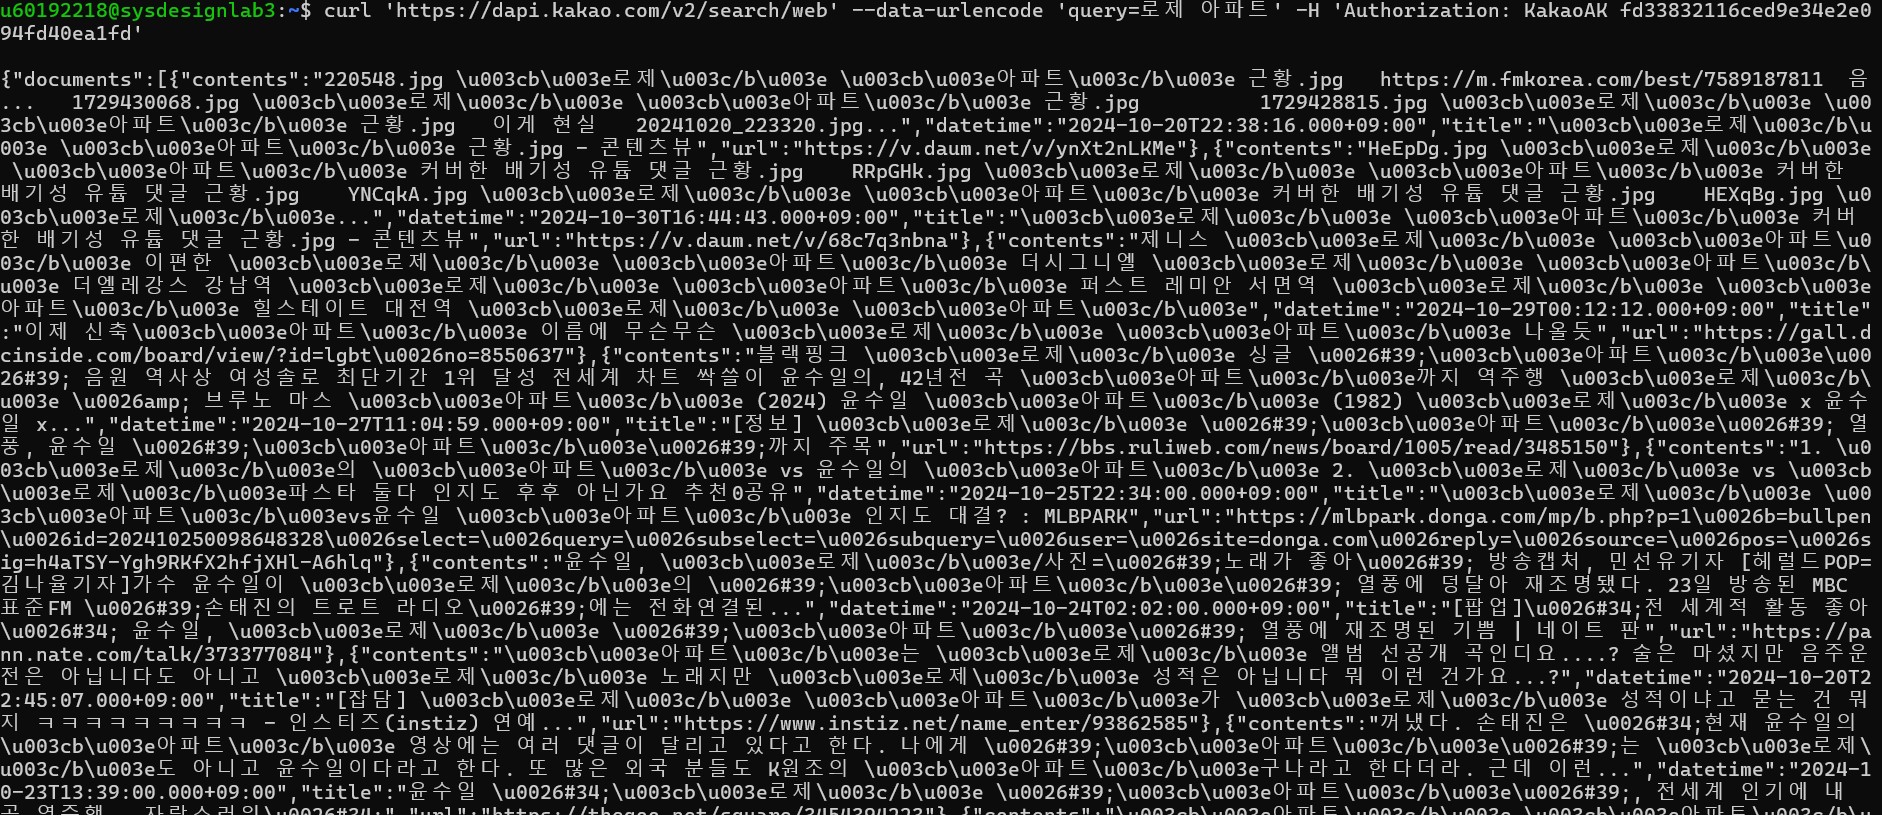 u60192218@sysdesignlab3:~$ curl 'https://dapi.kakao.com/v2/search/web' --data-urlencode 'query=로제 아파트' -H 'Authorization: KakaoAK fd33832116ced9e34e2e0
94fd40ea1fd'
{"documents":[{"contents":"220548.jpg \u003cb\u003e로제\u003c/b\u003e \u003cb\u003e아파트\u003c/b\u003e 근황.jpg   https://m.fmkorea.com/best/7589187811  음
...   1729430068.jpg \u003cb\u003e로제\u003c/b\u003e \u003cb\u003e아파트\u003c/b\u003e 근황.jpg          1729428815.jpg \u003cb\u003e로제\u003c/b\u003e \u0
03cb\u003e아파트\u003c/b\u003e 근황.jpg   이게 현실   20241020_223320.jpg...","datetime":"2024-10-20T22:38:16.000+09:00","title":"\u003cb\u003e로제\u003c/b\u0
03e \u003cb\u003e아파트\u003c/b\u003e 근황.jpg - 콘텐츠뷰","url":"https://v.daum.net/v/ynXt2nLKMe"},{"contents":"HeEpDg.jpg \u003cb\u003e로제\u003c/b\u003e
 \u003cb\u003e아파트\u003c/b\u003e 커버한 배기성 유튭 댓글 근황.jpg    RRpGHk.jpg \u003cb\u003e로제\u003c/b\u003e \u003cb\u003e아파트\u003c/b\u003e 커버한
배기성 유튭 댓글 근황.jpg    YNCqkA.jpg \u003cb\u003e로제\u003c/b\u003e \u003cb\u003e아파트\u003c/b\u003e 커버한 배기성 유튭 댓글 근황.jpg    HEXqBg.jpg \u0
03cb\u003e로제\u003c/b\u003e...","datetime":"2024-10-30T16:44:43.000+09:00","title":"\u003cb\u003e로제\u003c/b\u003e \u003cb\u003e아파트\u003c/b\u003e 커버
한 배기성 유튭 댓글 근황.jpg - 콘텐츠뷰","url":"https://v.daum.net/v/68c7q3nbna"},{"contents":"제니스 \u003cb\u003e로제\u003c/b\u003e \u003cb\u003e아파트\u0
03c/b\u003e 이편한 \u003cb\u003e로제\u003c/b\u003e \u003cb\u003e아파트\u003c/b\u003e 더시그니엘 \u003cb\u003e로제\u003c/b\u003e \u003cb\u003e아파트\u003c/b\
u003e 더엘레강스 강남역 \u003cb\u003e로제\u003c/b\u003e \u003cb\u003e아파트\u003c/b\u003e 퍼스트 레미안 서면역 \u003cb\u003e로제\u003c/b\u003e \u003cb\u003e
아파트\u003c/b\u003e 힐스테이트 대전역 \u003cb\u003e로제\u003c/b\u003e \u003cb\u003e아파트\u003c/b\u003e","datetime":"2024-10-29T00:12:12.000+09:00","title"
:"이제 신축\u003cb\u003e아파트\u003c/b\u003e 이름에 무슨무슨 \u003cb\u003e로제\u003c/b\u003e \u003cb\u003e아파트\u003c/b\u003e 나올듯","url":"https://gall.d
cinside.com/board/view/?id=lgbt\u0026no=8550637"},{"contents":"블랙핑크 \u003cb\u003e로제\u003c/b\u003e 싱글 \u0026#39;\u003cb\u003e아파트\u003c/b\u003e\u00
26#39; 음원 역사상 여성솔로 최단기간 1위 달성 전세계 차트 싹쓸이 윤수일의, 42년전 곡 \u003cb\u003e아파트\u003c/b\u003e까지 역주행 \u003cb\u003e로제\u003c/b\
u003e \u0026amp; 브루노 마스 \u003cb\u003e아파트\u003c/b\u003e (2024) 윤수일 \u003cb\u003e아파트\u003c/b\u003e (1982) \u003cb\u003e로제\u003c/b\u003e x 윤수
일 x...","datetime":"2024-10-27T11:04:59.000+09:00","title":"[정보] \u003cb\u003e로제\u003c/b\u003e \u0026#39;\u003cb\u003e아파트\u003c/b\u003e\u0026#39; 열
풍, 윤수일 \u0026#39;\u003cb\u003e아파트\u003c/b\u003e\u0026#39;까지 주목","url":"https://bbs.ruliweb.com/news/board/1005/read/3485150"},{"contents":"1. \u0
03cb\u003e로제\u003c/b\u003e의 \u003cb\u003e아파트\u003c/b\u003e vs 윤수일의 \u003cb\u003e아파트\u003c/b\u003e 2. \u003cb\u003e로제\u003c/b\u003e vs \u003cb
\u003e로제\u003c/b\u003e파스타 둘다 인지도 후후 아닌가요 추천0공유","datetime":"2024-10-25T22:34:00.000+09:00","title":"\u003cb\u003e로제\u003c/b\u003e \u00
3cb\u003e아파트\u003c/b\u003evs윤수일 \u003cb\u003e아파트\u003c/b\u003e 인지도 대결? : MLBPARK","url":"https://mlbpark.donga.com/mp/b.php?p=1\u0026b=bullpen
\u0026id=202410250098648328\u0026select=\u0026query=\u0026subselect=\u0026subquery=\u0026user=\u0026site=donga.com\u0026reply=\u0026source=\u0026pos=\u0026s
ig=h4aTSY-Ygh9RKfX2hfjXHl-A6hlq"},{"contents":"윤수일, \u003cb\u003e로제\u003c/b\u003e/사진=\u0026#39;노래가 좋아\u0026#39; 방송캡처, 민선유기자 [헤럴드POP=
김나율기자]가수 윤수일이 \u003cb\u003e로제\u003c/b\u003e의 \u0026#39;\u003cb\u003e아파트\u003c/b\u003e\u0026#39; 열풍에 덩달아 재조명됐다. 23일 방송된 MBC
표준FM \u0026#39;손태진의 트로트 라디오\u0026#39;에는 전화연결된...","datetime":"2024-10-24T02:02:00.000+09:00","title":"[팝업]\u0026#34;전 세계적 활동 좋아
\u0026#34; 윤수일, \u003cb\u003e로제\u003c/b\u003e \u0026#39;\u003cb\u003e아파트\u003c/b\u003e\u0026#39; 열풍에 재조명된 기쁨 | 네이트 판","url":"https://pa
nn.nate.com/talk/373377084"},{"contents":"\u003cb\u003e아파트\u003c/b\u003e는 \u003cb\u003e로제\u003c/b\u003e 앨범 선공개 곡인디요....? 술은 마셨지만 음주운
전은 아닙니다도 아니고 \u003cb\u003e로제\u003c/b\u003e 노래지만 \u003cb\u003e로제\u003c/b\u003e 성적은 아닙니다 뭐 이런 건가요...?","datetime":"2024-10-20T2
2:45:07.000+09:00","title":"[잡담] \u003cb\u003e로제\u003c/b\u003e \u003cb\u003e아파트\u003c/b\u003e가 \u003cb\u003e로제\u003c/b\u003e 성적이냐고 묻는 건 뭐
지 ㅋㅋㅋㅋㅋㅋㅋㅋㅋ - 인스티즈(instiz) 연예...","url":"https://www.instiz.net/name_enter/93862585"},{"contents":"꺼냈다. 손태진은 \u0026#34;현재 윤수일의
\u003cb\u003e아파트\u003c/b\u003e 영상에는 여러 댓글이 달리고 있다고 한다. 나에게 \u0026#39;\u003cb\u003e아파트\u003c/b\u003e\u0026#39;는 \u003cb\u003e로제\
u003c/b\u003e도 아니고 윤수일이다라고 한다. 또 많은 외국 분들도 K원조의 \u003cb\u003e아파트\u003c/b\u003e구나라고 한다더라. 근데 이런...","datetime":"2024-1
0-23T13:39:00.000+09:00","title":"윤수일 \u0026#34;\u003cb\u003e로제\u003c/b\u003e \u0026#39;\u003cb\u003e아파트\u003c/b\u003e\u0026#39;, 전세계 인기에 내